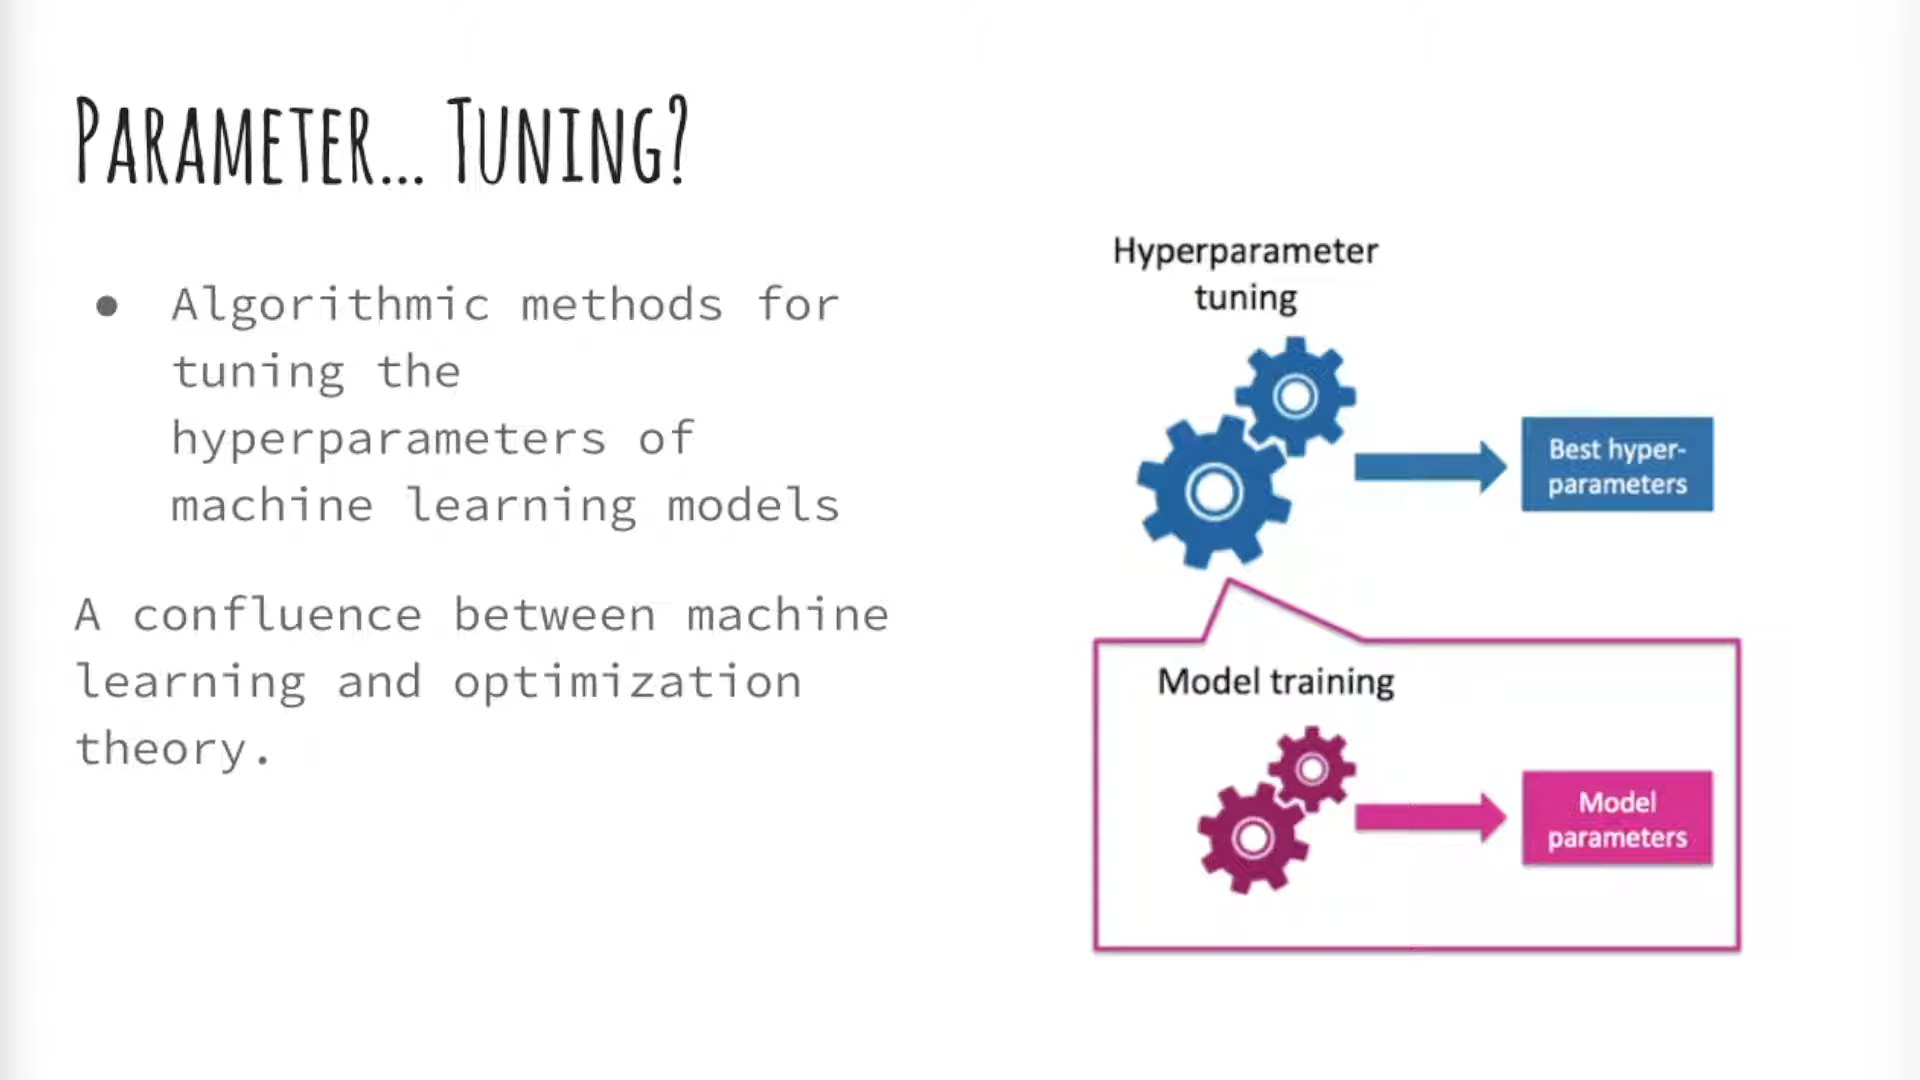 PARAMETER... TUNING?
● Algorithmic methods for
tuning the
hyperparameters of
machine learning models
A confluence between machine
learning and optimization
theory.
Hyperparameter
tuning
Best hyper-
parameters
Model training
Model
parameters